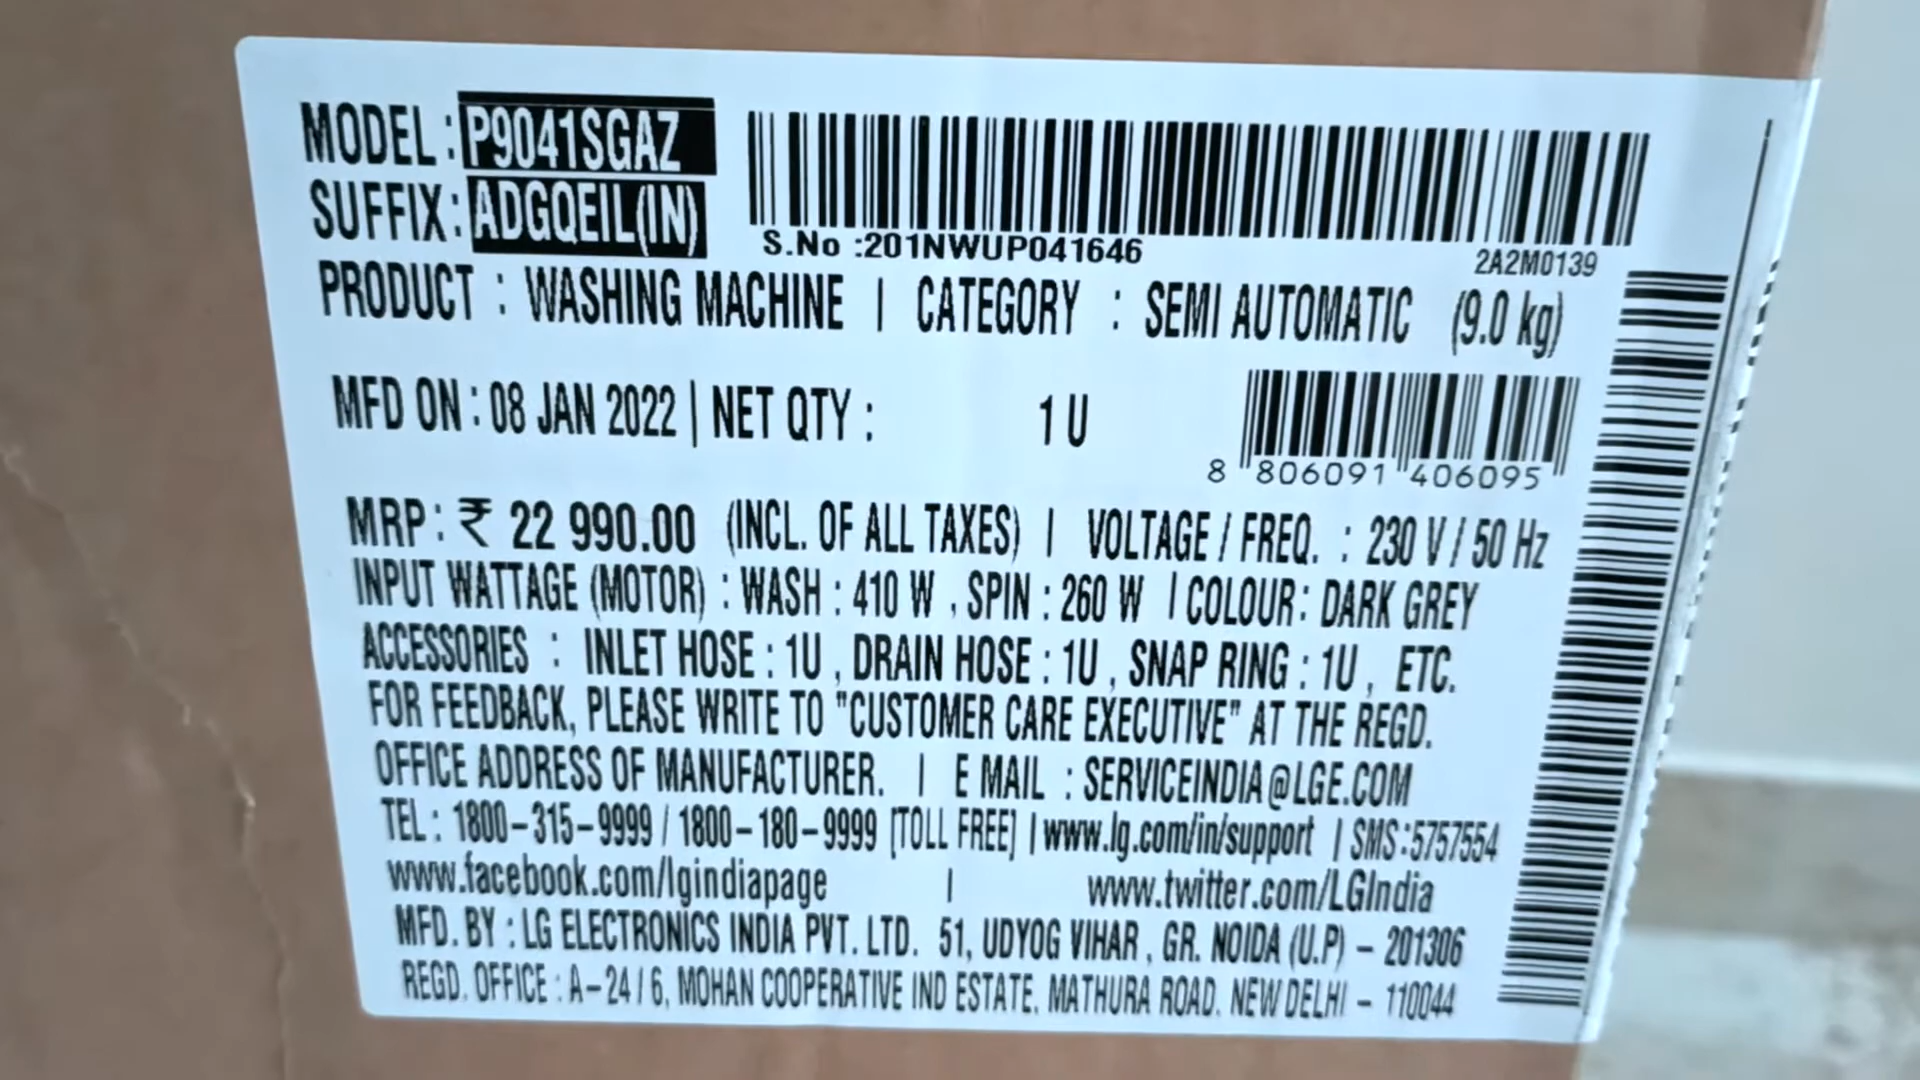 MODEL : P9041SGAZ
SUFFIX : ADGQEIL(IN)
S.No :201NWUP041646
2A2M0139
PRODUCT : WASHING MACHINE | CATEGORY : SEMI AUTOMATIC (9.0 kg)
MFD ON : 08 JAN 2022 | NET QTY : 1 U
8 806091 406095
MRP : ₹ 22 990.00 (INCL. OF ALL TAXES) | VOLTAGE / FREQ. : 230 V / 50 Hz
INPUT WATTAGE (MOTOR) : WASH : 410 W , SPIN : 260 W | COLOUR : DARK GREY
ACCESSORIES : INLET HOSE : 1U , DRAIN HOSE : 1U , SNAP RING : 1U , ETC.
FOR FEEDBACK, PLEASE WRITE TO "CUSTOMER CARE EXECUTIVE" AT THE REGD.
OFFICE ADDRESS OF MANUFACTURER. | E MAIL : SERVICEINDIA@LGE.COM
TEL : 1800-315-9999 / 1800-180-9999 [TOLL FREE] | www.lg.com/in/support | SMS:5757554
www.facebook.com/lgindiapage | www.twitter.com/LGIndia
MFD. BY : LG ELECTRONICS INDIA PVT. LTD. 51, UDYOG VIHAR , GR. NOIDA (U.P) - 201306
REGD. OFFICE : A-24 / 6, MOHAN COOPERATIVE IND ESTATE, MATHURA ROAD, NEW DELHI - 110044